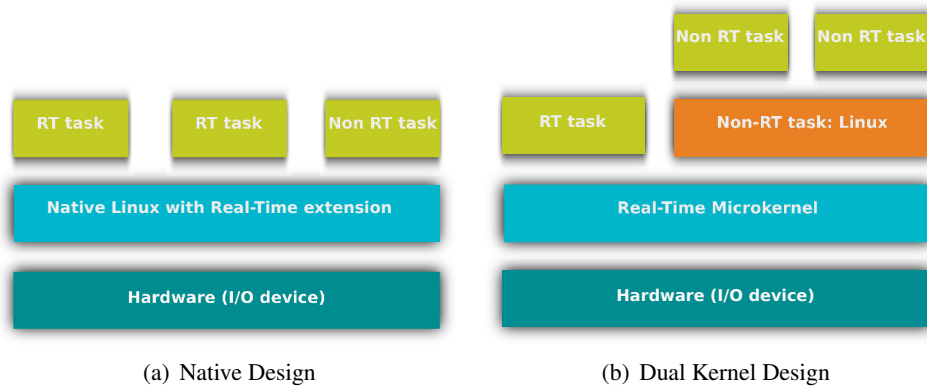 Non RT task
Non RT task
RT task
RT task
Non RT task
RT task
Non-RT task: Linux
Native Linux with Real-Time extension
Real-Time Microkernel
Hardware (I/O device)
Hardware (I/O device)
(a) Native Design
(b) Dual Kernel Design